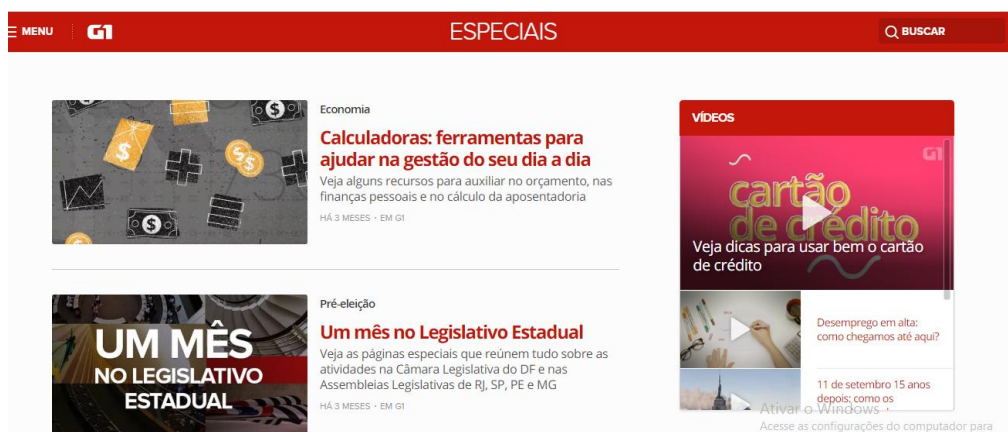 MENU
G1
ESPECIAIS
BUSCAR
Economia
Calculadoras: ferramentas para
ajudar na gestão do seu dia a dia
Veja alguns recursos para auxiliar no orçamento, nas
finanças pessoais e no cálculo da aposentadoria
HÁ 3 MESES • EM G1
Pré-eleição
UM MÊS
NO LEGISLATIVO
ESTADUAL
Um mês no Legislativo Estadual
Veja as páginas especiais que reúnem tudo sobre as
atividades na Câmara Legislativa do DF e nas
Assembleias Legislativas de RJ, SP, PE e MG
HÁ 3 MESES • EM G1
VÍDEOS
G1
cartão
de crédito
Veja dicas para usar bem o cartão
de crédito
Desemprego em alta:
como chegamos até aqui?
11 de setembro 15 anos
depois: como os
Ativar o Windows
Acesse as configurações do computador para